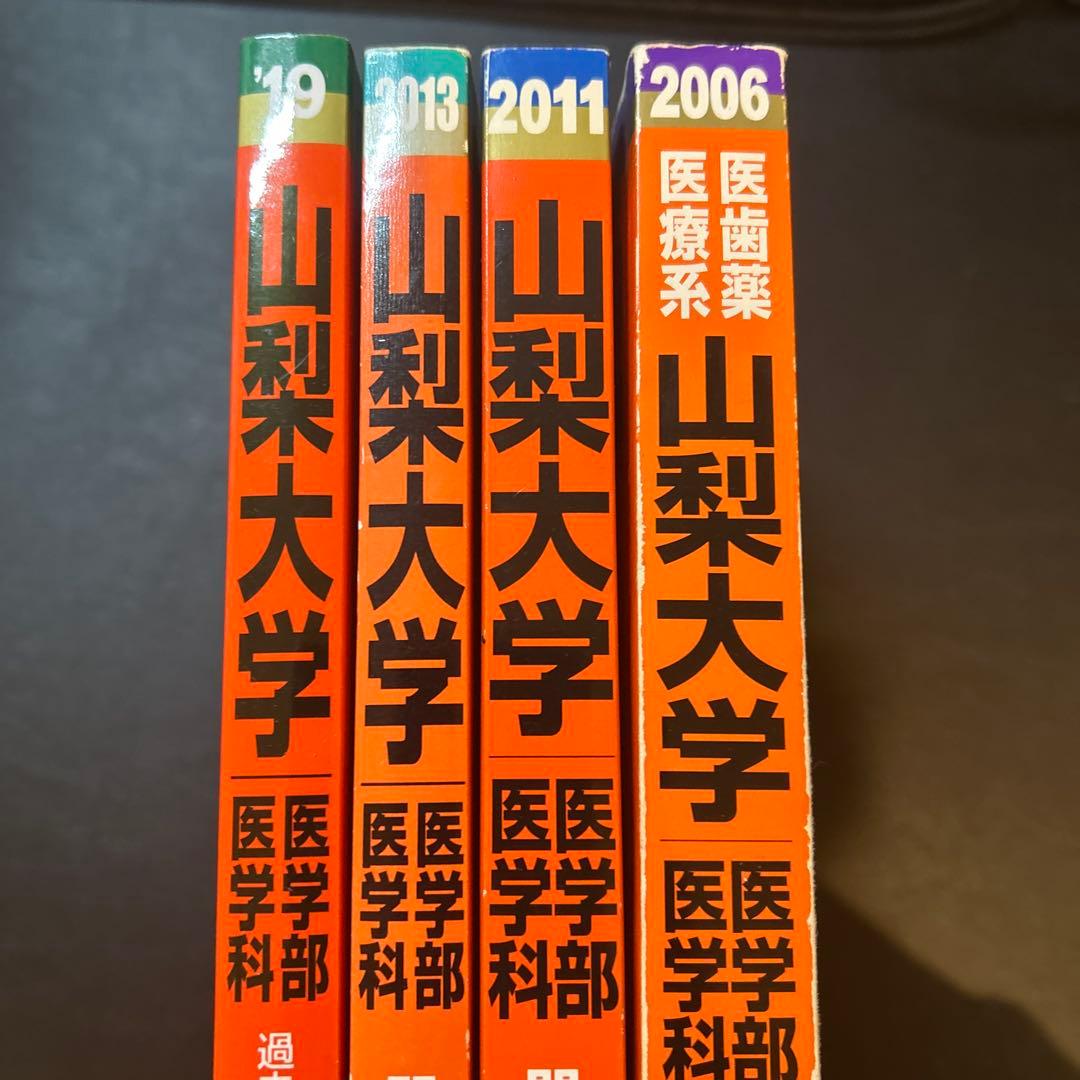 '19
山梨大学
医学部
医学科
過
2013
山梨大学
医学部
医学科
2011
山梨大学
医学部
医学科
2006
医歯薬
医療系
山梨大学
医学部
医学科